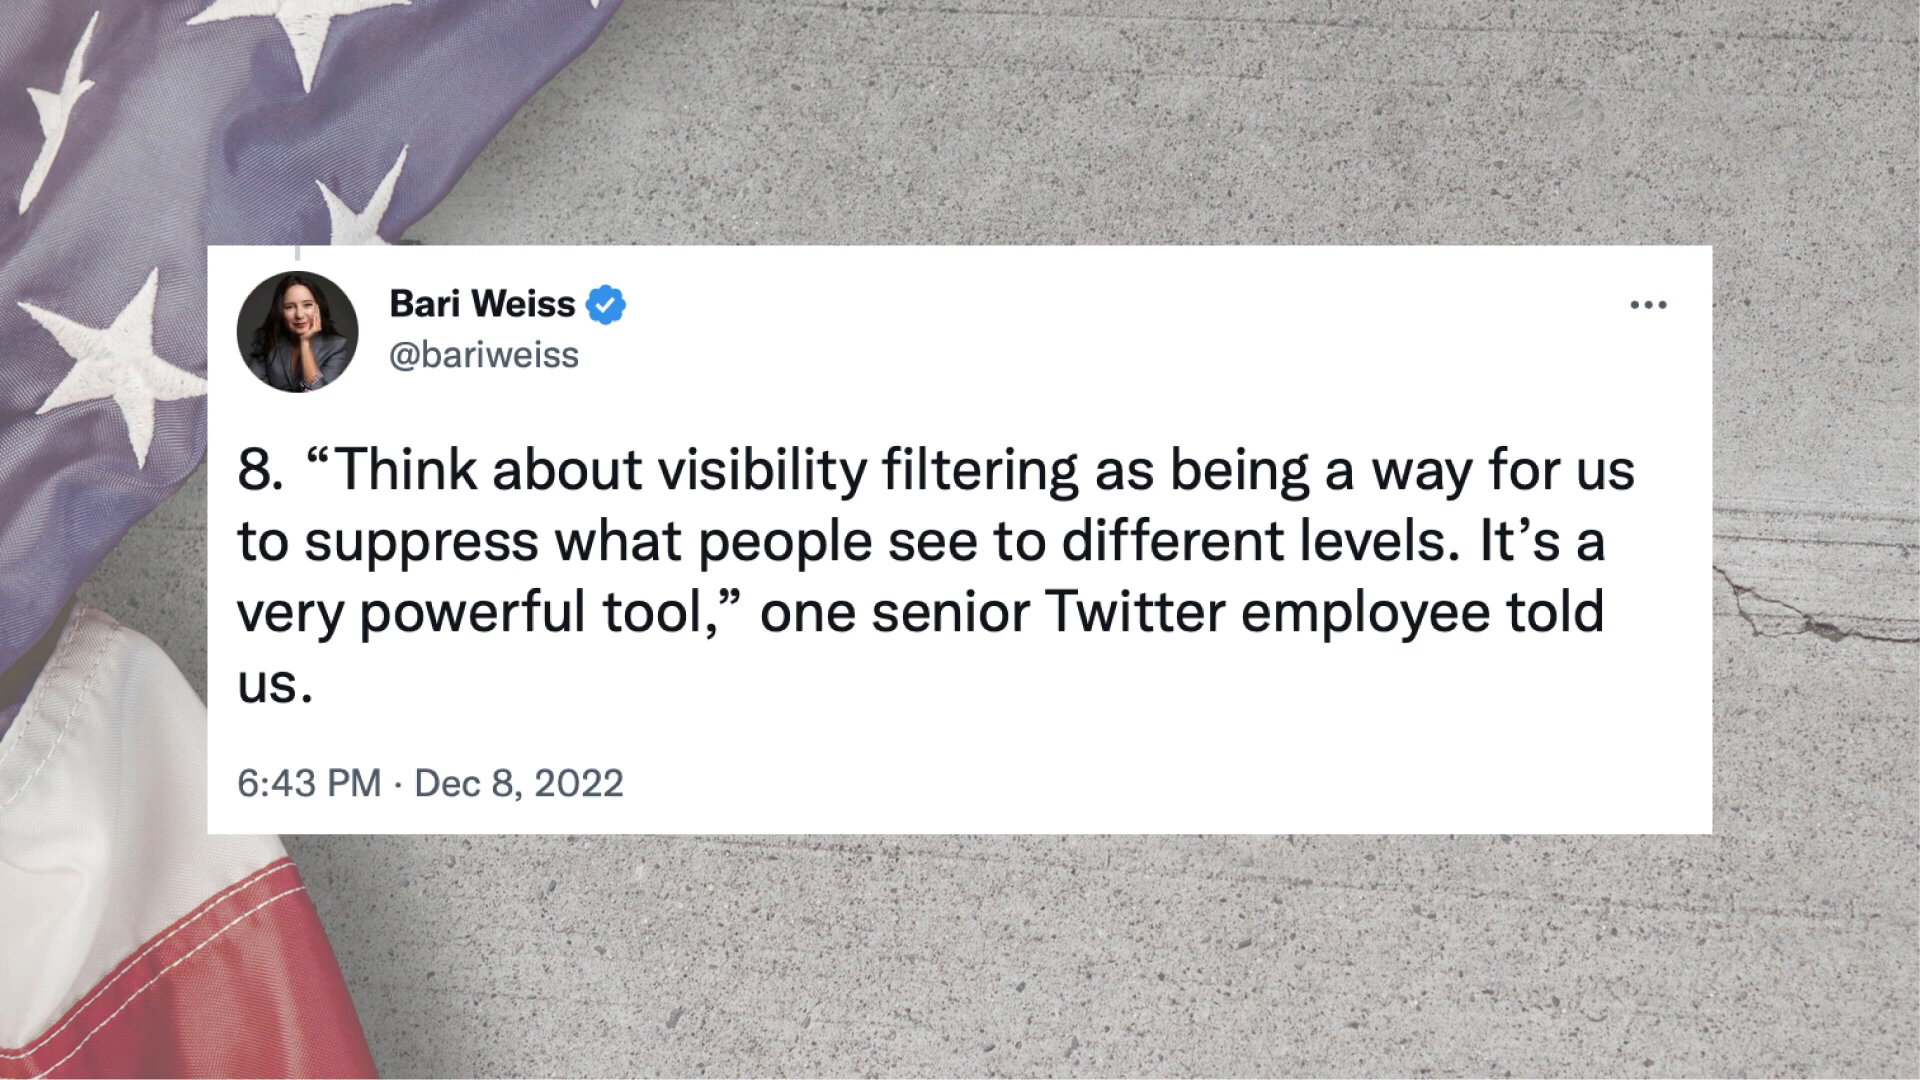 Bari Weiss
@bariweiss
8. “Think about visibility filtering as being a way for us
to suppress what people see to different levels. It’s a
very powerful tool,” one senior Twitter employee told
us.
6:43 PM · Dec 8, 2022